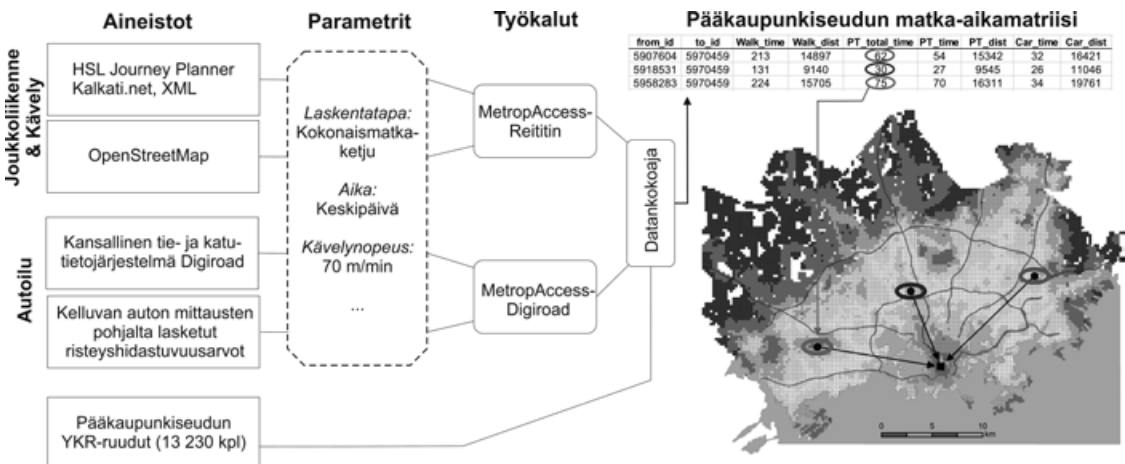 Aineistot
Parametrit
Työkalut
Pääkaupunkiseudun matka-aikamatriisi
from_id to_id Walk_time Walk_dist PT_total_time PT_time PT_dist Car_time Car_dist
5907604 5970459 213 14897 62 54 15342 32 16421
5918531 5970459 131 9140 30 27 9545 26 11046
5958283 5970459 224 15705 75 70 16311 34 19761
Joukkoliikenne
& Kävely
HSL Journey Planner
Kalkati.net, XML
OpenStreetMap
Autoilu
Kansallinen tie- ja katu-
tietojärjestelmä Digiroad
Kelluvan auton mittausten
pohjalta lasketut
risteyshidastuvuusarvot
Pääkaupunkiseudun
YKR-ruudut (13 230 kpl)
Laskentatapa:
Kokonaismatka-
ketju
Aika:
Keskipäivä
Kävelynopeus:
70 m/min
...
MetropAccess-
Reititin
MetropAccess-
Digiroad
Datankokoaja
0 5 10
km